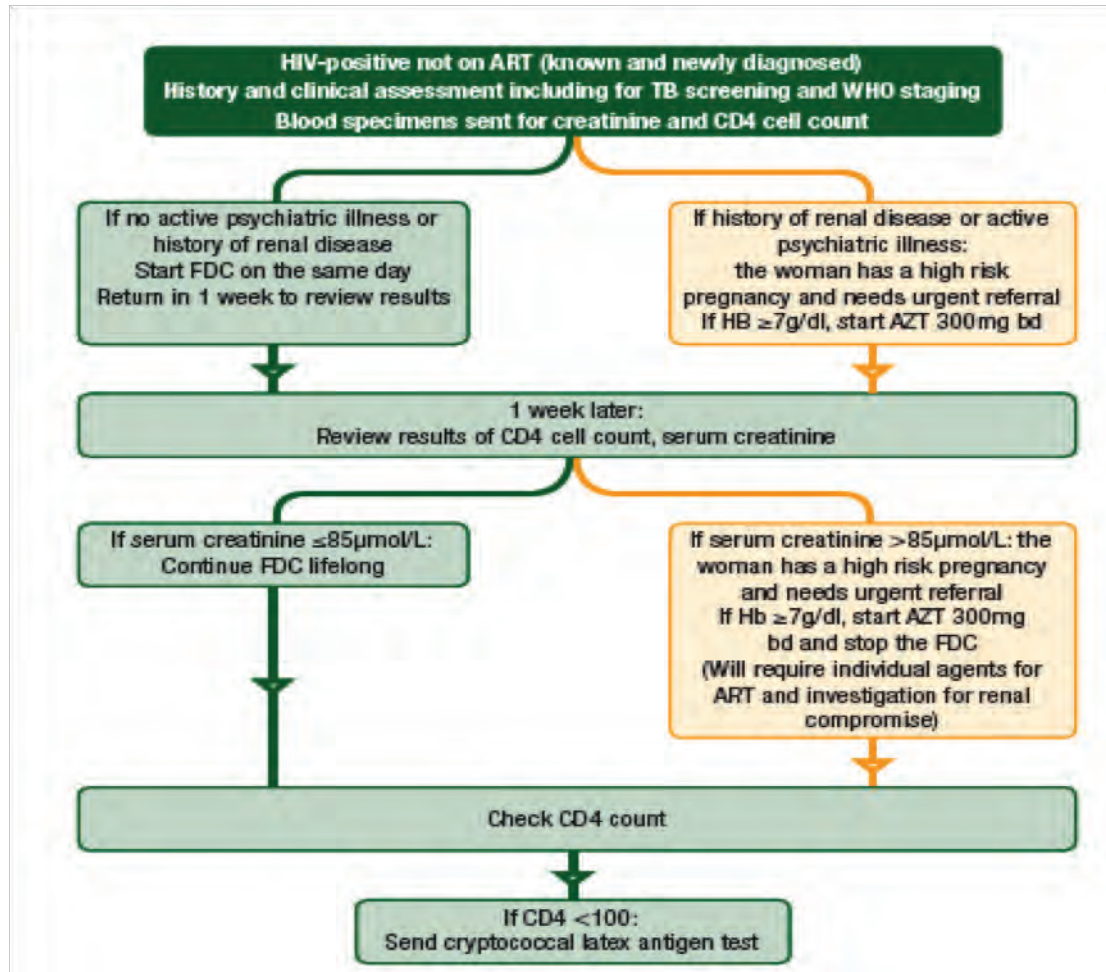 HIV-positive not on ART (known and newly diagnosed)
History and clinical assessment including for TB screening and WHO staging
Blood specimens sent for creatinine and CD4 cell count
If no active psychiatric illness or
history of renal disease
Start FDC on the same day
Return in 1 week to review results
If history of renal disease or active
psychiatric illness:
the woman has a high risk
pregnancy and needs urgent referral
If HB ≥7g/dl, start AZT 300mg bd
1 week later:
Review results of CD4 cell count, serum creatinine
If serum creatinine ≤85µmol/L:
Continue FDC lifelong
If serum creatinine >85µmol/L: the
woman has a high risk pregnancy
and needs urgent referral
If Hb ≥7g/dl, start AZT 300mg
bd and stop the FDC
(Will require individual agents for
ART and investigation for renal
compromise)
Check CD4 count
If CD4 <100:
Send cryptococcal latex antigen test